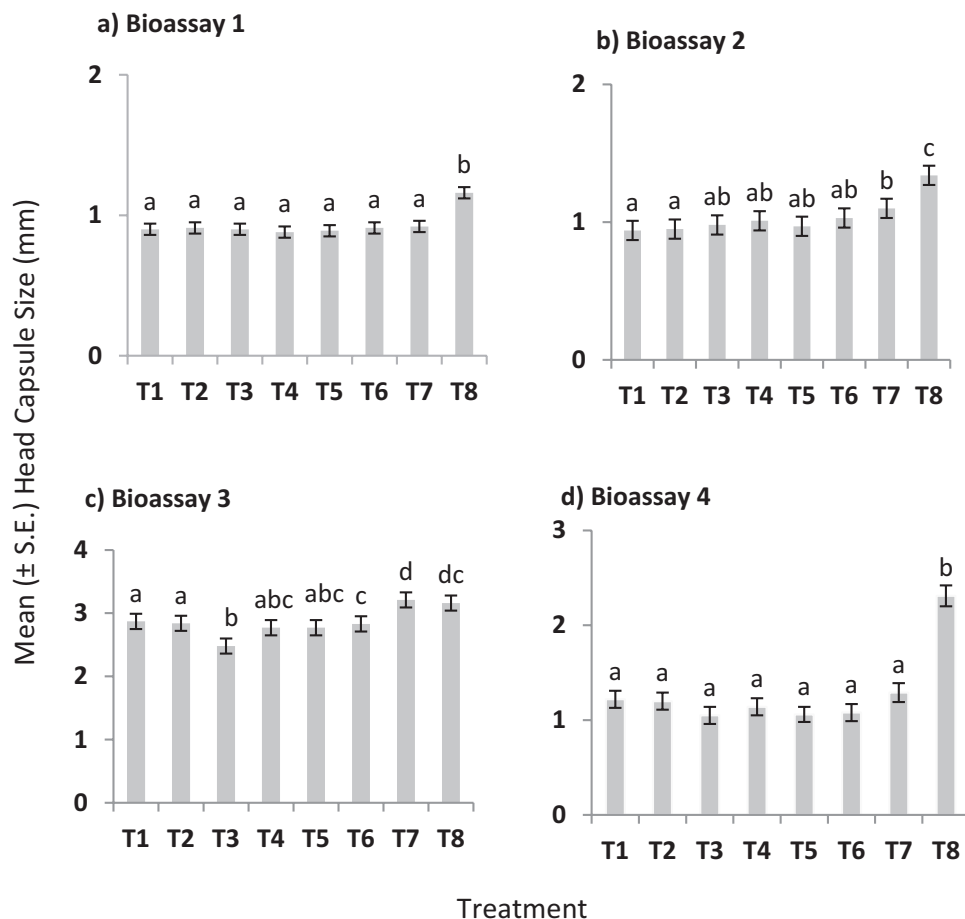 a) Bioassay 1
2
1
0
a a a a a a a b
T1 T2 T3 T4 T5 T6 T7 T8
b) Bioassay 2
2
1
0
a a ab ab ab ab b c
T1 T2 T3 T4 T5 T6 T7 T8
Mean (± S.E.) Head Capsule Size (mm)
c) Bioassay 3
4
3
2
1
0
a a b abc abc c d dc
T1 T2 T3 T4 T5 T6 T7 T8
d) Bioassay 4
3
2
1
0
a a a a a a a b
T1 T2 T3 T4 T5 T6 T7 T8
Treatment